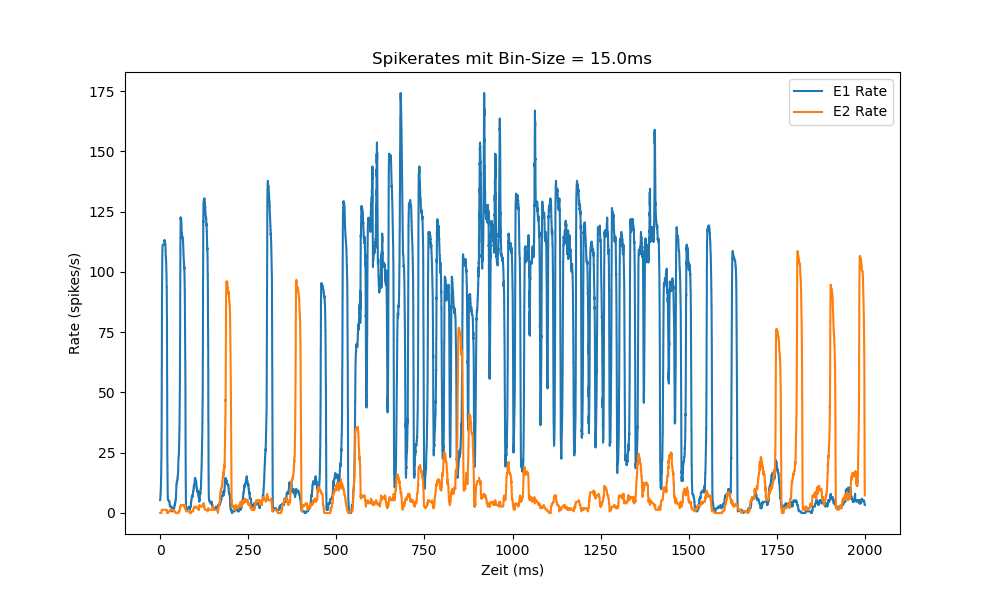 Spikerates mit Bin-Size = 15.0ms
E1 Rate
E2 Rate
175
150
125
100
75
50
25
0
Rate (spikes/s)
0 250 500 750 1000 1250 1500 1750 2000
Zeit (ms)